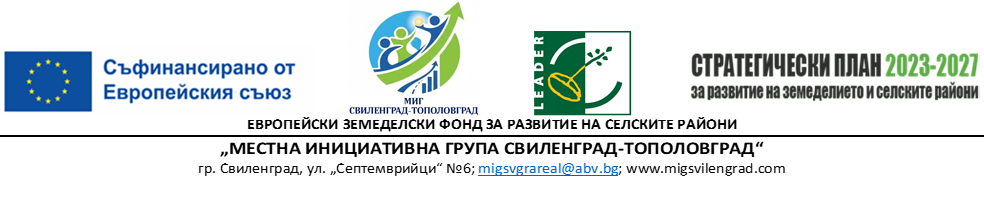 Съфинансирано от
Европейския съюз
МИГ
СВИЛЕНГРАД-ТОПОЛОВГРАД
LEADER
СТРАТЕГИЧЕСКИ ПЛАН 2023-2027
за развитие на земеделието и селските райони
ЕВРОПЕЙСКИ ЗЕМЕДЕЛСКИ ФОНД ЗА РАЗВИТИЕ НА СЕЛСКИТЕ РАЙОНИ
„МЕСТНА ИНИЦИАТИВНА ГРУПА СВИЛЕНГРАД-ТОПОЛОВГРАД“
гр. Свиленград, ул. „Септемврийци“ №6; migsvgrareal@abv.bg; www.migsvilengrad.com